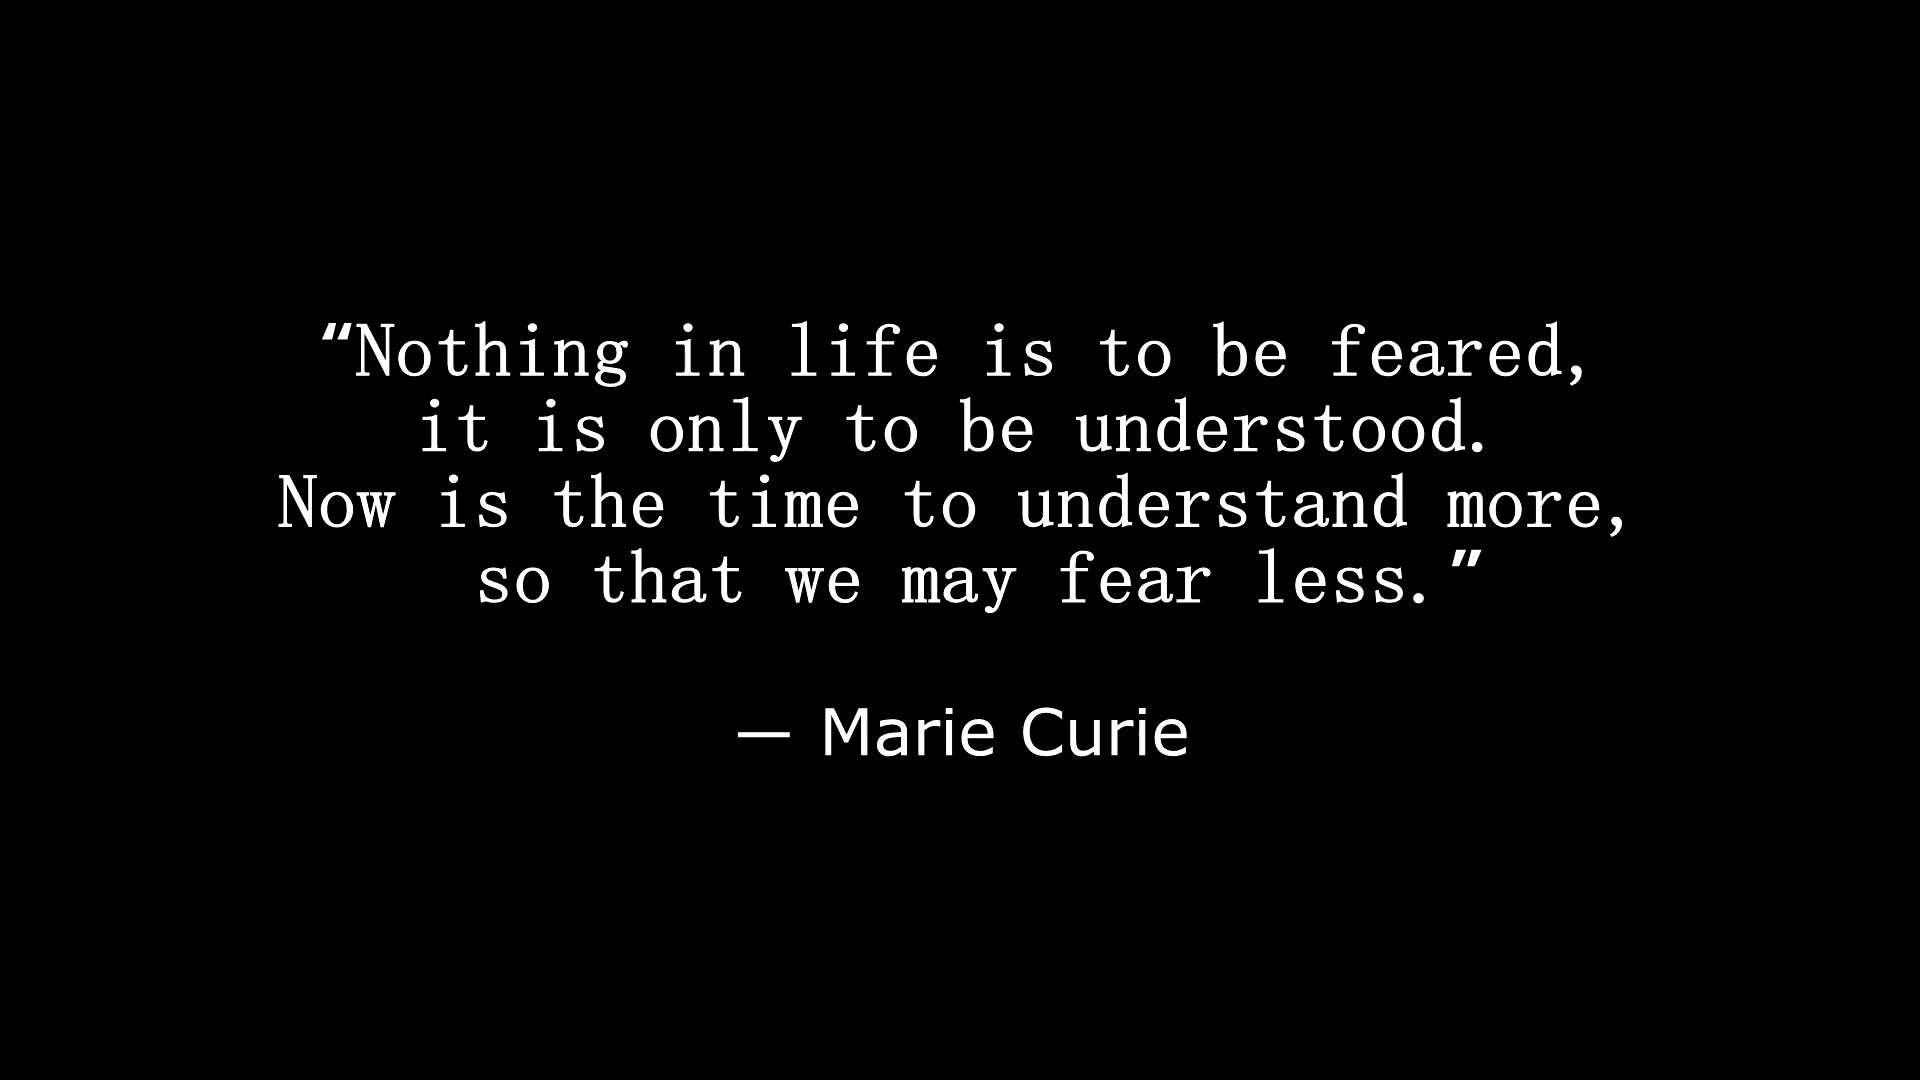 “Nothing in life is to be feared,
it is only to be understood.
Now is the time to understand more,
so that we may fear less.”
— Marie Curie